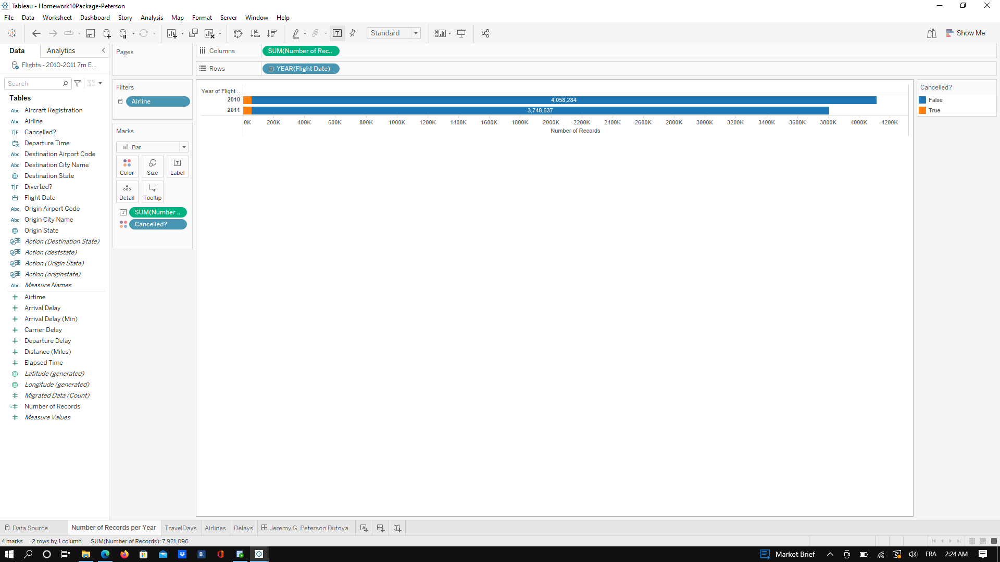 Tableau - Homework10Package-Peterson
File Data Worksheet Dashboard Story Analysis Map Format Server Window Help
Standard
Show Me
Data Analytics
Flights - 2010-2011 7m E...
Search
Tables
Abc Aircraft Registration
Abc Airline
T|F Cancelled?
Departure Time
Abc Destination Airport Code
Abc Destination City Name
Destination State
T|F Diverted?
Flight Date
Abc Origin Airport Code
Abc Origin City Name
Origin State
Action (Destination State)
Action (deststate)
Action (Origin State)
Action (originstate)
Abc Measure Names
# Airtime
# Arrival Delay
# Arrival Delay (Min)
# Carrier Delay
# Departure Delay
# Distance (Miles)
# Elapsed Time
Latitude (generated)
Longitude (generated)
# Migrated Data (Count)
=# Number of Records
# Measure Values
Pages
Filters
Airline
Marks
Bar
Color Size Label
Detail Tooltip
SUM(Number ..
Cancelled?
Columns SUM(Number of Rec..
Rows YEAR(Flight Date)
Year of Flight ..
2010 4,058,284
2011 3,748,637
0K 200K 400K 600K 800K 1000K 1200K 1400K 1600K 1800K 2000K 2200K 2400K 2600K 2800K 3000K 3200K 3400K 3600K 3800K 4000K 4200K
Number of Records
Cancelled?
False
True
Data Source Number of Records per Year TravelDays Airlines Delays Jeremy G. Peterson Dutoya
4 marks 2 rows by 1 column SUM(Number of Records): 7,921,096
B.
Market Brief FRA 2:24 AM